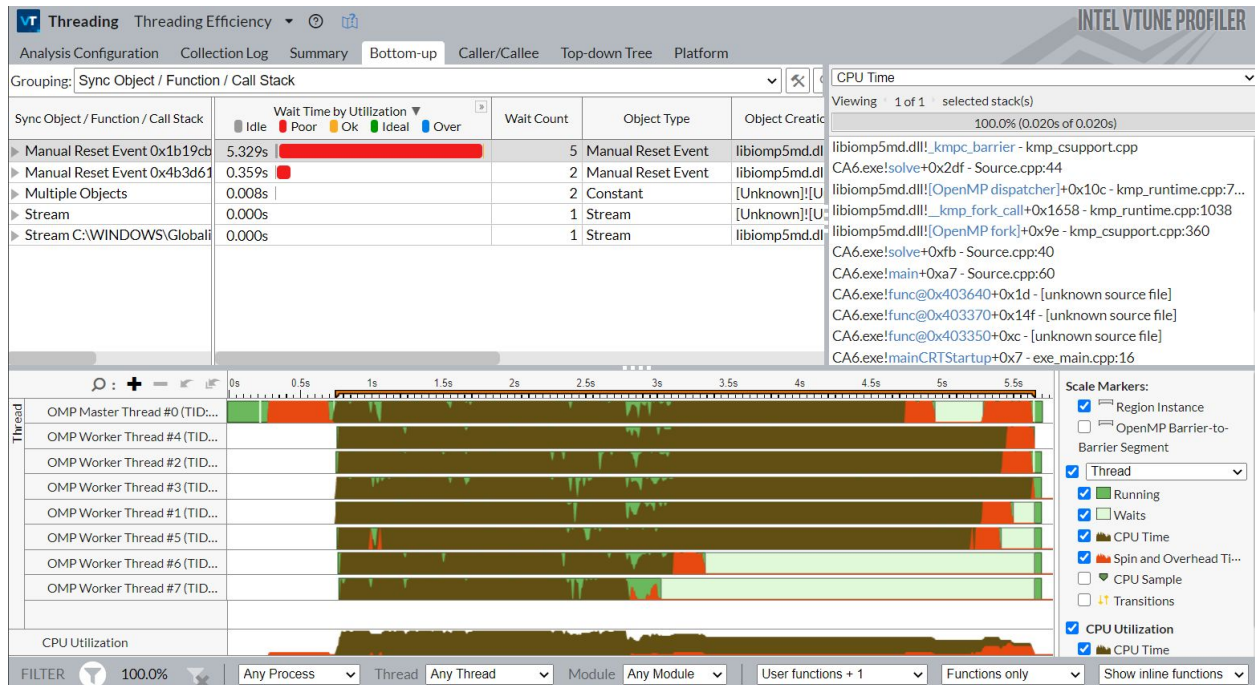 VT Threading Threading Efficiency
INTEL VTUNE PROFILER
Analysis Configuration Collection Log Summary Bottom-up Caller/Callee Top-down Tree Platform
Grouping: Sync Object / Function / Call Stack
CPU Time
Viewing 1 of 1 selected stack(s)
100.0% (0.020s of 0.020s)
Sync Object / Function / Call Stack
Wait Time by Utilization
Idle Poor Ok Ideal Over
Wait Count
Object Type
Object Creatio
Manual Reset Event 0x1b19cb 5.329s 5 Manual Reset Event libiomp5md.dl
Manual Reset Event 0x4b3d61 0.359s 2 Manual Reset Event libiomp5md.dl
Multiple Objects 0.008s 2 Constant [Unknown]![U
Stream 0.000s 1 Stream [Unknown]![U
Stream C:\WINDOWS\Globali 0.000s 1 Stream libiomp5md.dl
libiomp5md.dll!_kmpc_barrier - kmp_csupport.cpp
CA6.exe!solve+0x2df - Source.cpp:44
libiomp5md.dll![OpenMP dispatcher]+0x10c - kmp_runtime.cpp:7...
libiomp5md.dll!__kmp_fork_call+0x1658 - kmp_runtime.cpp:1038
libiomp5md.dll![OpenMP fork]+0x9e - kmp_csupport.cpp:360
CA6.exe!solve+0xfb - Source.cpp:40
CA6.exe!main+0xa7 - Source.cpp:60
CA6.exe!func@0x403640+0x1d - [unknown source file]
CA6.exe!func@0x403370+0x14f - [unknown source file]
CA6.exe!func@0x403350+0xc - [unknown source file]
CA6.exe!mainCRTStartup+0x7 - exe_main.cpp:16
0s 0.5s 1s 1.5s 2s 2.5s 3s 3.5s 4s 4.5s 5s 5.5s
Thread
OMP Master Thread #0 (TID:...
OMP Worker Thread #4 (TID...
OMP Worker Thread #2 (TID...
OMP Worker Thread #3 (TID...
OMP Worker Thread #1 (TID...
OMP Worker Thread #5 (TID...
OMP Worker Thread #6 (TID...
OMP Worker Thread #7 (TID...
CPU Utilization
Scale Markers:
Region Instance
OpenMP Barrier-to-
Barrier Segment
Thread
Running
Waits
CPU Time
Spin and Overhead Ti...
CPU Sample
Transitions
CPU Utilization
CPU Time
FILTER 100.0% Any Process Thread Any Thread Module Any Module User functions + 1 Functions only Show inline functions